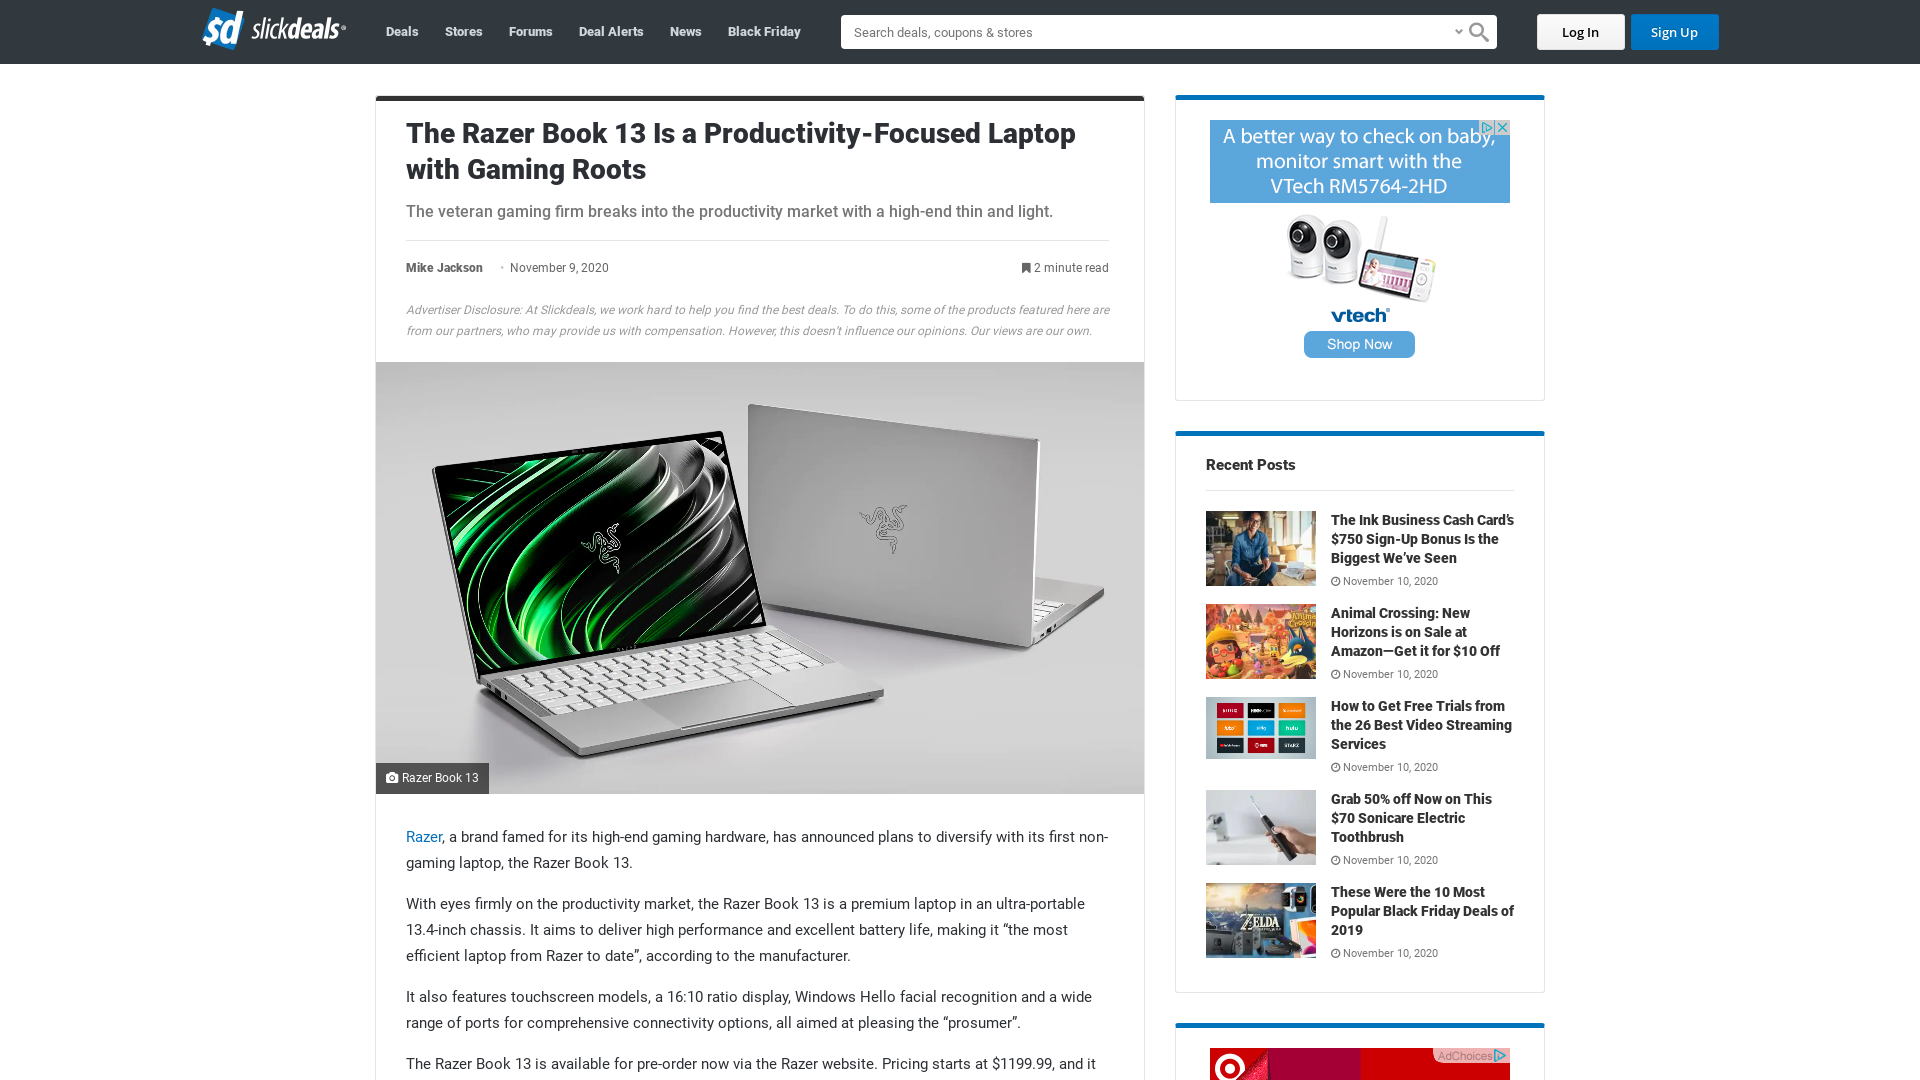 sd slickdeals
Deals
Stores
Forums
Deal Alerts
News
Black Friday
Search deals, coupons & stores
Log In
Sign Up
The Razer Book 13 Is a Productivity-Focused Laptop
with Gaming Roots
The veteran gaming firm breaks into the productivity market with a high-end thin and light.
Mike Jackson • November 9, 2020
2 minute read
Advertiser Disclosure: At Slickdeals, we work hard to help you find the best deals. To do this, some of the products featured here are
from our partners, who may provide us with compensation. However, this doesn't influence our opinions. Our views are our own.
Razer Book 13
Razer, a brand famed for its high-end gaming hardware, has announced plans to diversify with its first non-
gaming laptop, the Razer Book 13.
With eyes firmly on the productivity market, the Razer Book 13 is a premium laptop in an ultra-portable
13.4-inch chassis. It aims to deliver high performance and excellent battery life, making it “the most
efficient laptop from Razer to date”, according to the manufacturer.
It also features touchscreen models, a 16:10 ratio display, Windows Hello facial recognition and a wide
range of ports for comprehensive connectivity options, all aimed at pleasing the “prosumer”.
The Razer Book 13 is available for pre-order now via the Razer website. Pricing starts at $1199.99, and it
A better way to check on baby,
monitor smart with the
VTech RM5764-2HD
vtech
Shop Now
Recent Posts
The Ink Business Cash Card’s
$750 Sign-Up Bonus Is the
Biggest We’ve Seen
November 10, 2020
Animal Crossing: New
Horizons is on Sale at
Amazon—Get it for $10 Off
November 10, 2020
How to Get Free Trials from
the 26 Best Video Streaming
Services
November 10, 2020
Grab 50% off Now on This
$70 Sonicare Electric
Toothbrush
November 10, 2020
ZELDA
These Were the 10 Most
Popular Black Friday Deals of
2019
November 10, 2020
AdChoices